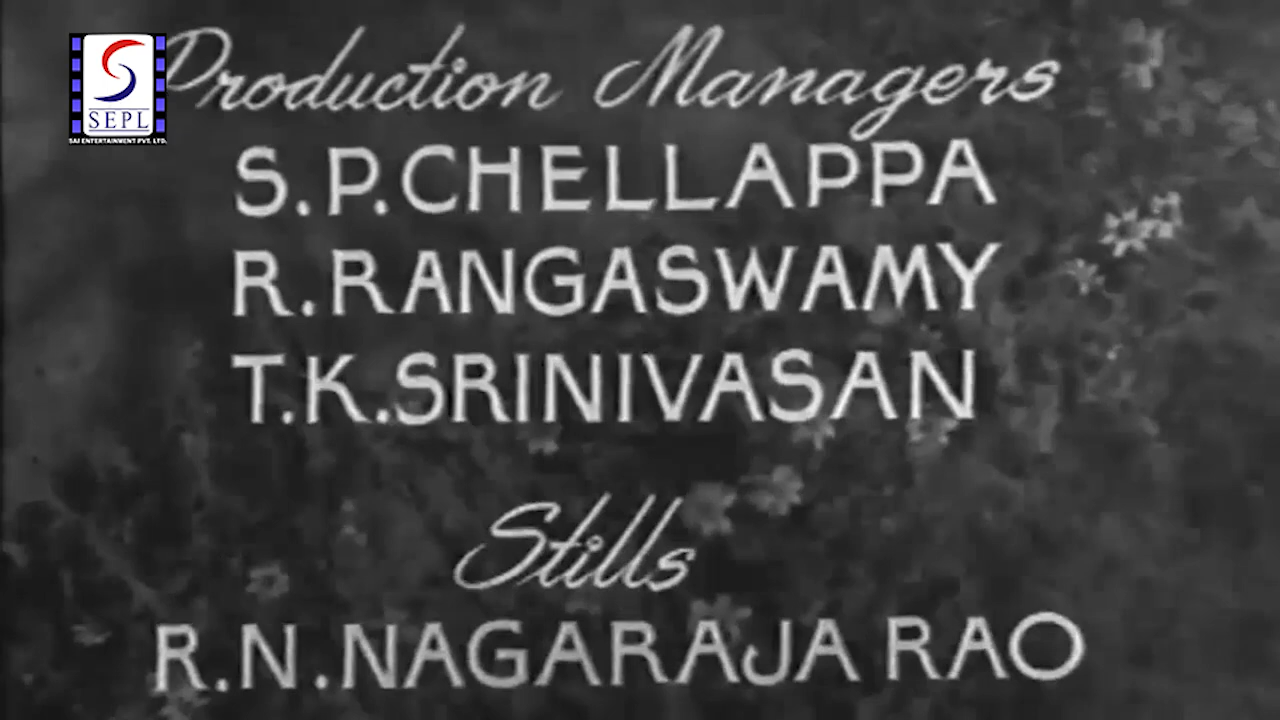 Production Managers
S
SEPL
SAI ENTERTAINMENT PVT. LTD.
S.P.CHELLAPPA
R.RANGASWAMY
T.K.SRINIVASAN
Stills
R.N.NAGARAJA RAO